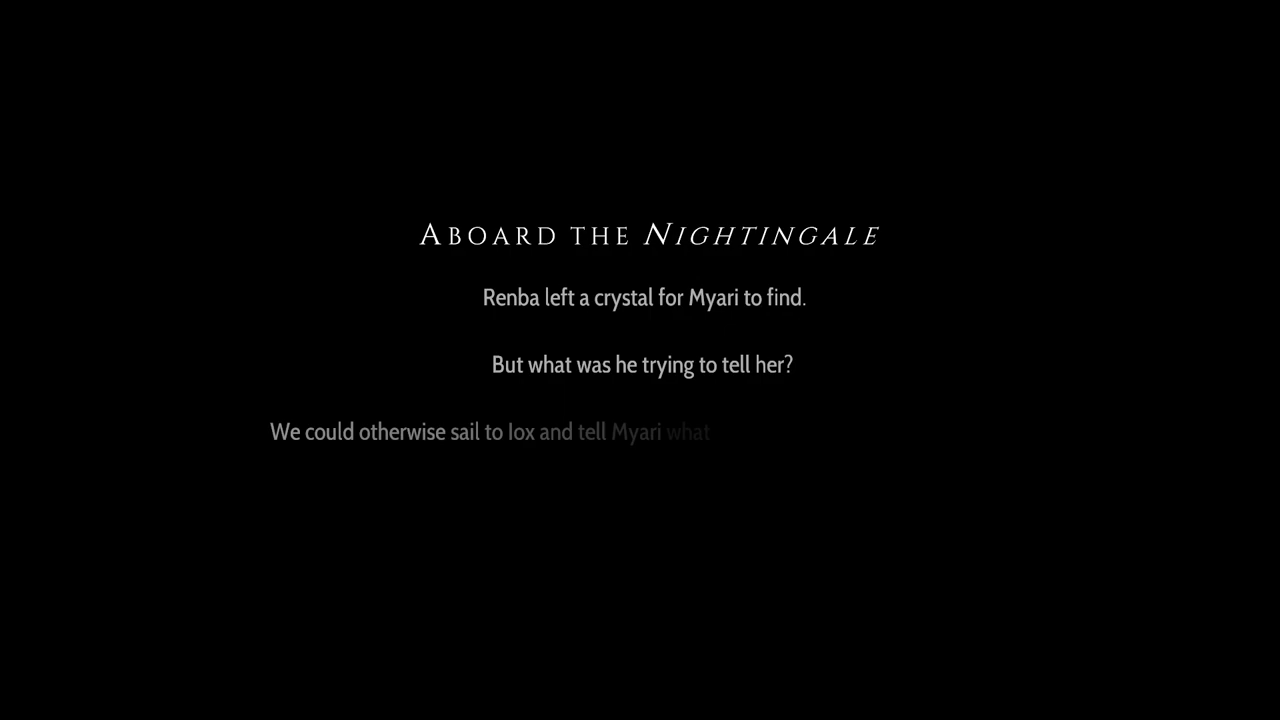 Aboard the Nightingale
Renba left a crystal for Myari to find.
But what was he trying to tell her?
We could otherwise sail to Iox and tell Myari what